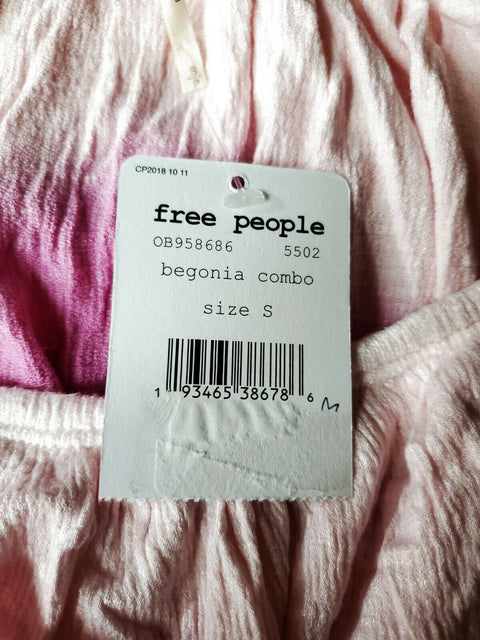 CP2018 10 11
free people
OB958686 5502
begonia combo
size S
1 93465 38678 6 M